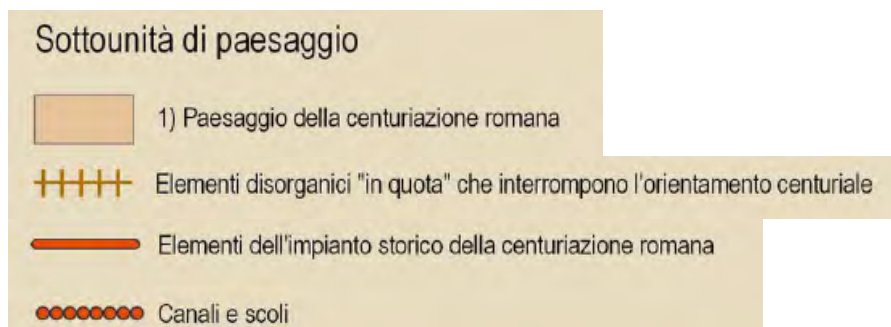 Sottounità di paesaggio
1) Paesaggio della centuriazione romana
Elementi disorganici "in quota" che interrompono l'orientamento centuriale
Elementi dell'impianto storico della centuriazione romana
Canali e scoli